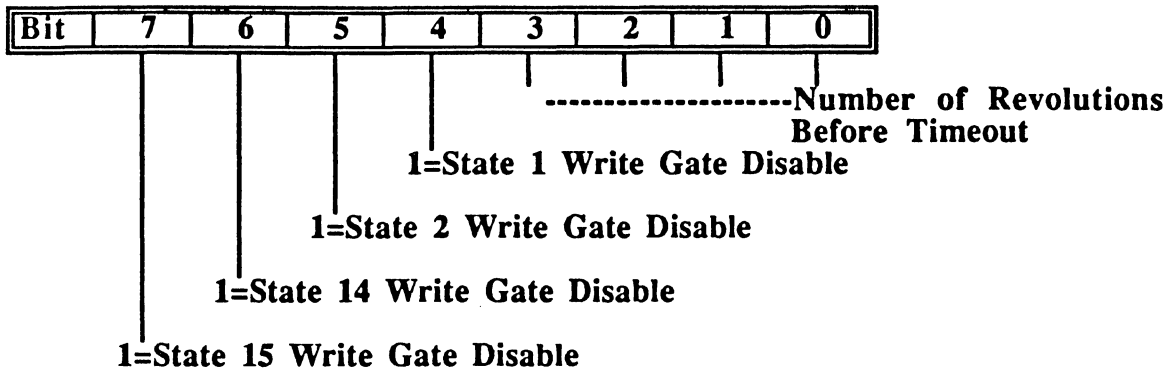 Bit 7 6 5 4 3 2 1 0
Number of Revolutions
Before Timeout
1=State 1 Write Gate Disable
1=State 2 Write Gate Disable
1=State 14 Write Gate Disable
1=State 15 Write Gate Disable